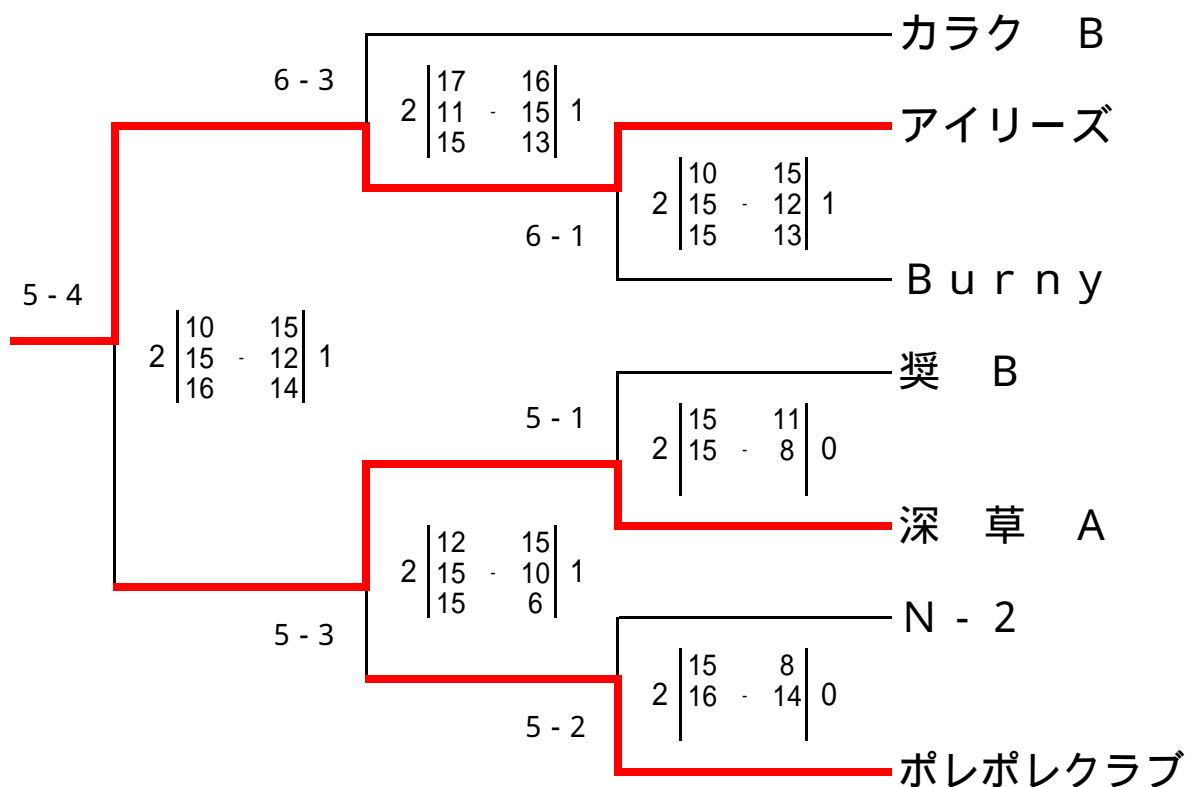 カラク　B
6 - 3
2 17 - 16 1
11 15
15 13
アイリーズ
2 10 - 15 1
15 12
15 13
6 - 1
Ｂｕｒｎｙ
5 - 4
2 10 - 15 1
15 12
16 14
奨　B
5 - 1
2 15 - 11 0
15 8
深　草　A
2 12 - 15 1
15 10
15 6
N - 2
5 - 3
2 15 - 8 0
16 14
5 - 2
ポレポレクラブ